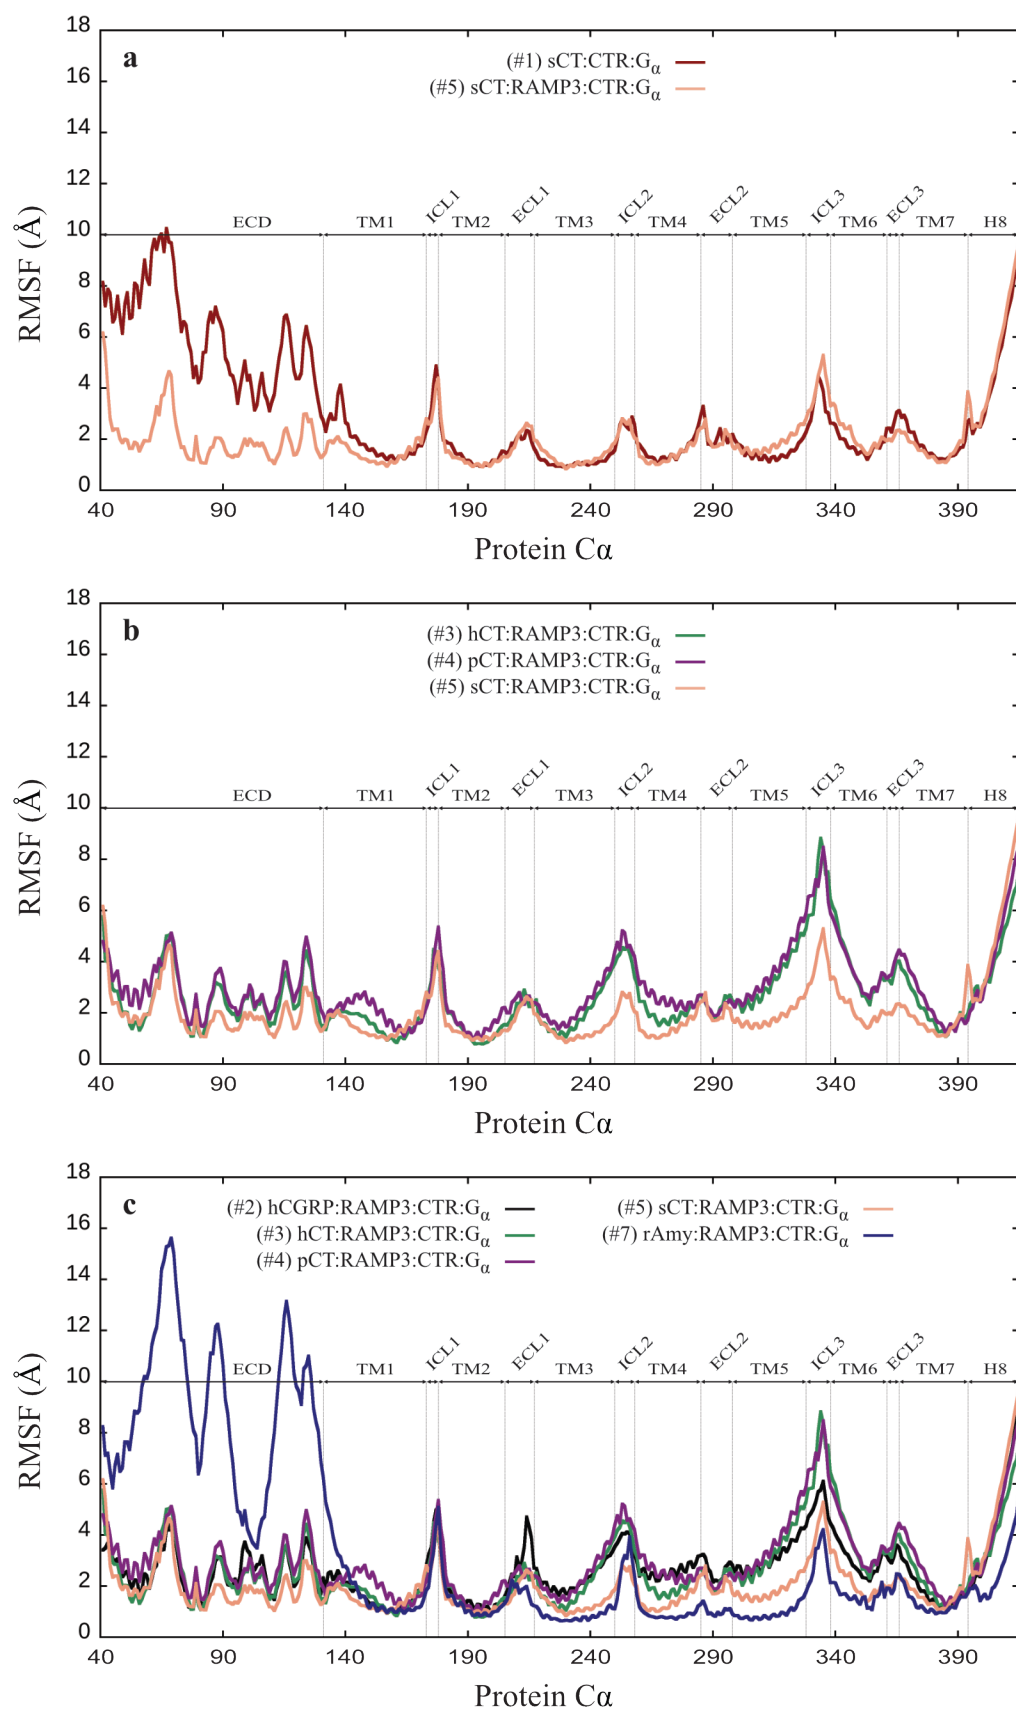 18
a
(#1) sCT:CTR:Gα
16
(#5) sCT:RAMP3:CTR:Gα
14
12
ICL1 ECL1 ICL2 ECL2 ICL3 ECL3
ECD TM1 TM2 TM3 TM4 TM5 TM6 TM7 H8
10
8
6
4
2
0
RMSF (Å)
40 90 140 190 240 290 340 390
Protein Cα
18
b
(#3) hCT:RAMP3:CTR:Gα
16
(#4) pCT:RAMP3:CTR:Gα
(#5) sCT:RAMP3:CTR:Gα
14
12
ICL1 ECL1 ICL2 ECL2 ICL3 ECL3
ECD TM1 TM2 TM3 TM4 TM5 TM6 TM7 H8
10
8
6
4
2
0
RMSF (Å)
40 90 140 190 240 290 340 390
Protein Cα
18
c
(#2) hCGRP:RAMP3:CTR:Gα (#5) sCT:RAMP3:CTR:Gα
16
(#3) hCT:RAMP3:CTR:Gα (#7) rAmy:RAMP3:CTR:Gα
(#4) pCT:RAMP3:CTR:Gα
14
12
ICL1 ECL1 ICL2 ECL2 ICL3 ECL3
ECD TM1 TM2 TM3 TM4 TM5 TM6 TM7 H8
10
8
6
4
2
0
RMSF (Å)
40 90 140 190 240 290 340 390
Protein Cα